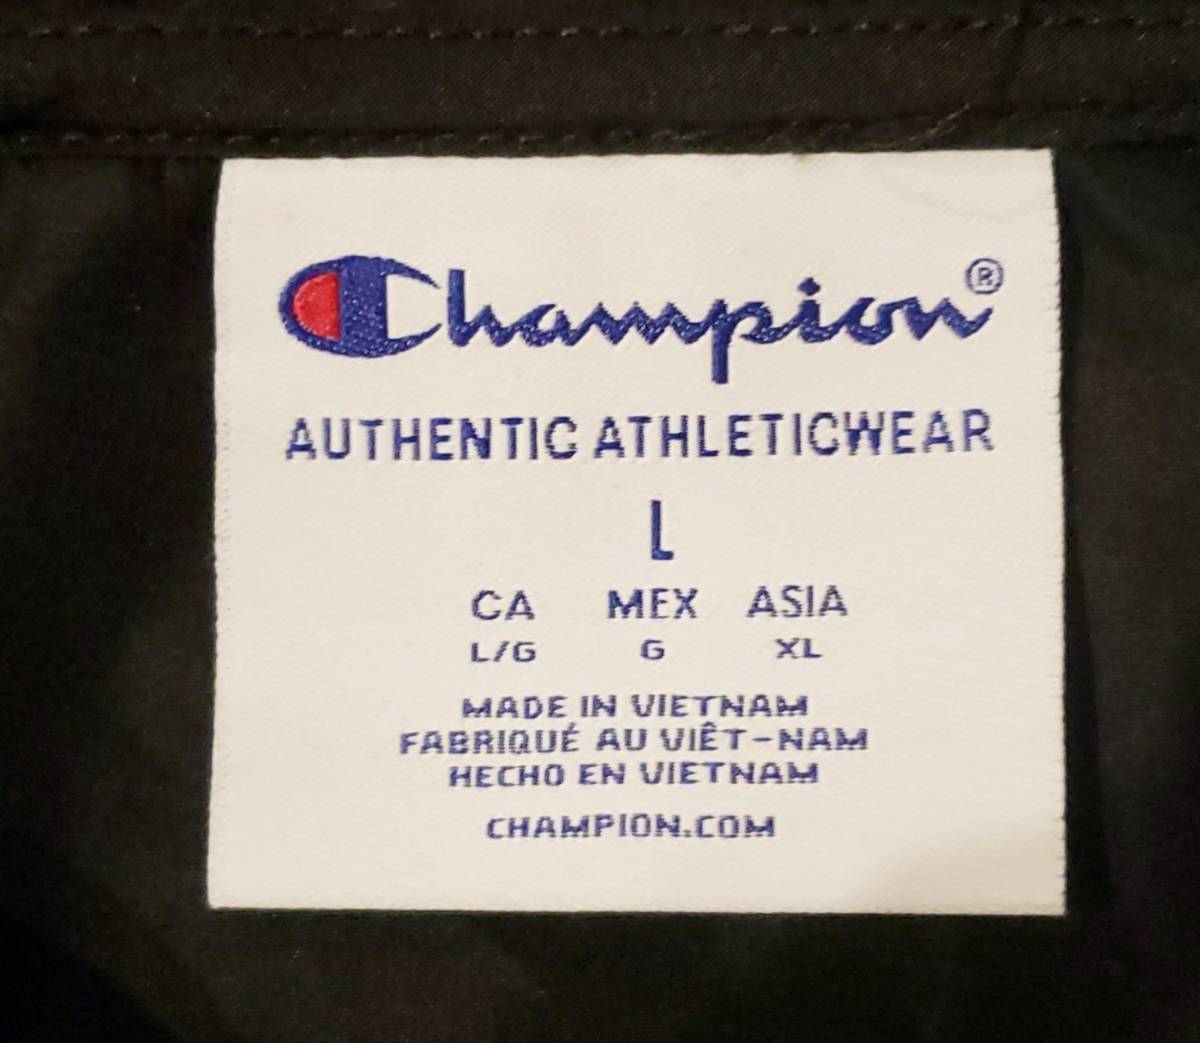 Champion®
AUTHENTIC ATHLETICWEAR
L
CA MEX ASIA
L/G G XL
MADE IN VIETNAM
FABRIQUÉ AU VIÊT-NAM
HECHO EN VIETNAM
CHAMPION.COM